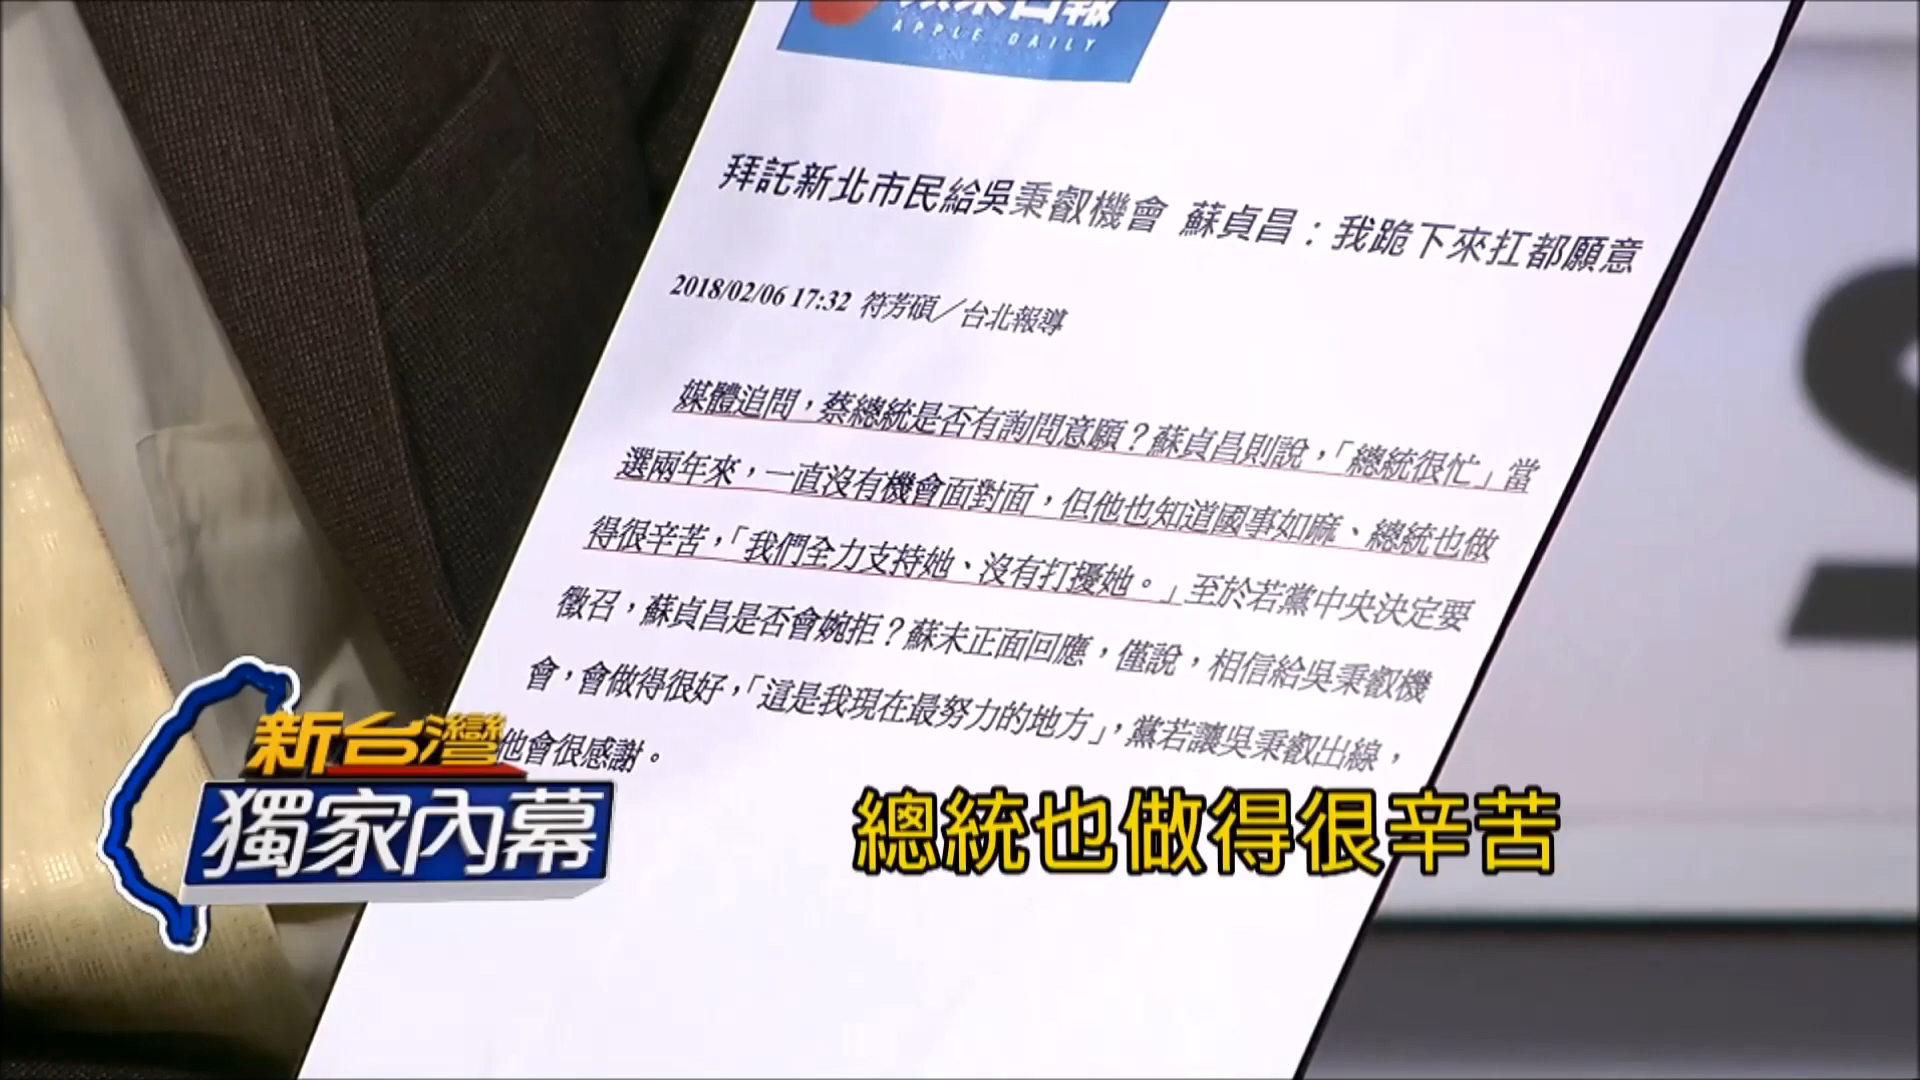 APPLE DAILY
拜託新北市民給吳秉叡機會 蘇貞昌：我跪下來扛都願意
2018/02/06 17:32 符芳碩／台北報導
媒體追問，蔡總統是否有詢問意願？蘇貞昌則說，「總統很忙」當
選兩年來，一直沒有機會面對面，但他也知道國事如麻、總統也做
得很辛苦，「我們全力支持她、沒有打擾她。」至於若黨中央決定要
徵召，蘇貞昌是否會婉拒？蘇未正面回應，僅說，相信給吳秉叡機
會，會做得很好，「這是我現在最努力的地方」，黨若讓吳秉叡出線，
他會很感謝。
新台灣
獨家內幕
總統也做得很辛苦